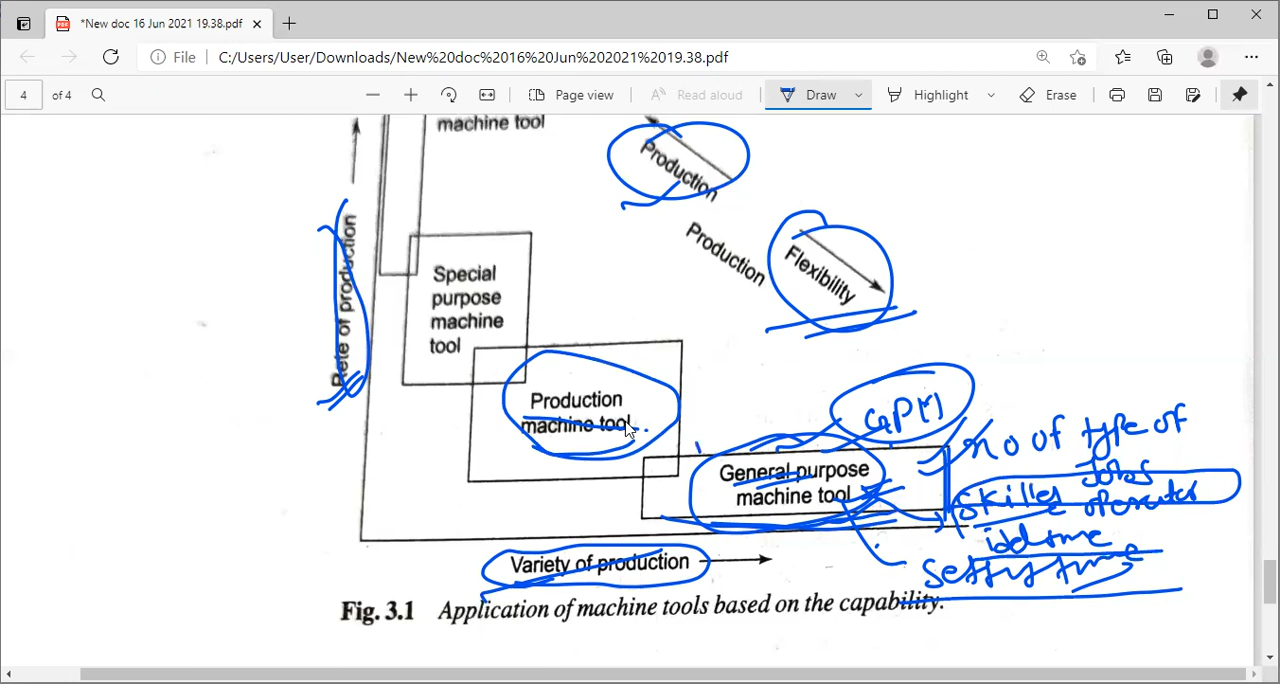 *New doc 16 Jun 2021 19.38.pdf
File C:/Users/User/Downloads/New%20doc%2016%20Jun%202021%2019.38.pdf
4 of 4 Page view Read aloud Draw Highlight Erase
machine tool
Production
Production
Flexibility
Rete of production
Special
purpose
machine
tool
Production
machine tool
General purpose
machine tool
GPM
no of type of
Jobs
skilled operator
idd time
setting time
Variety of production
Fig. 3.1 Application of machine tools based on the capability.